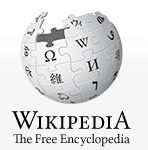 Ω W
И
WIKIPEDIA
The Free Encyclopedia